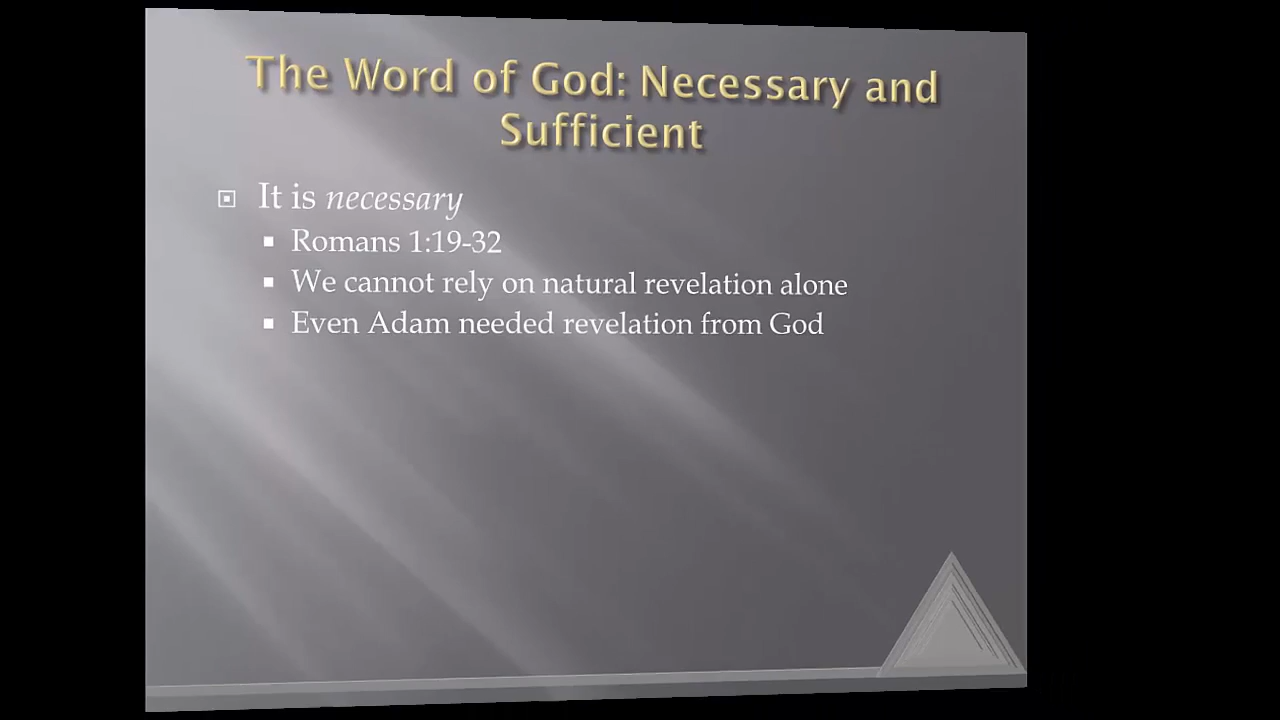 The Word of God: Necessary and
Sufficient
It is necessary
Romans 1:19-32
We cannot rely on natural revelation alone
Even Adam needed revelation from God